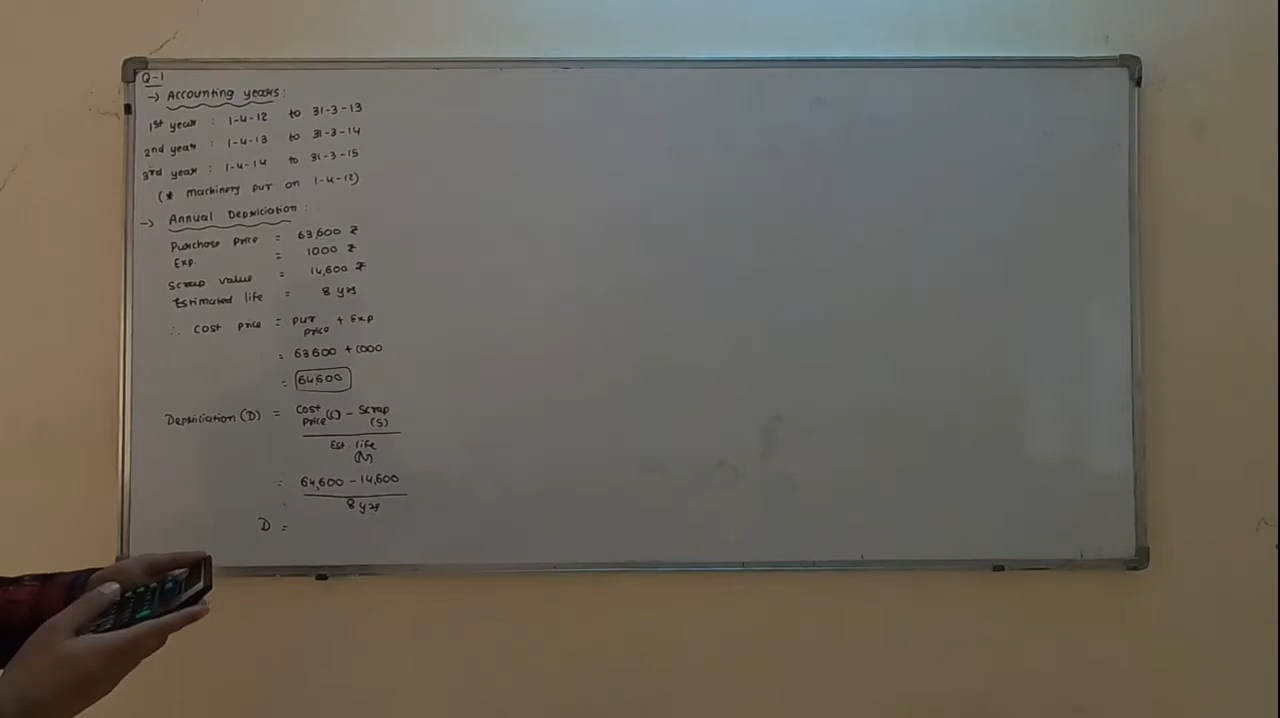 Q-1
→ Accounting years:
1st year : 1-4-12 to 31-3-13
2nd year : 1-4-13 to 31-3-14
3rd year : 1-4-14 to 31-3-15
(* machinery pur on 1-4-12)
→ Annual Depriciation :
Purchase price = 63,600 ₹
Exp. = 1000 ₹
Scrap value = 14,600 ₹
Estimated life = 8 yrs
∴ Cost price = pur price + Exp
= 63600 + 1000
= 64,600
Depriciation (D) = Cost Price (C) - Scrap (S)
Est. life (N)
= 64,600 - 14,600
8 yrs
D =